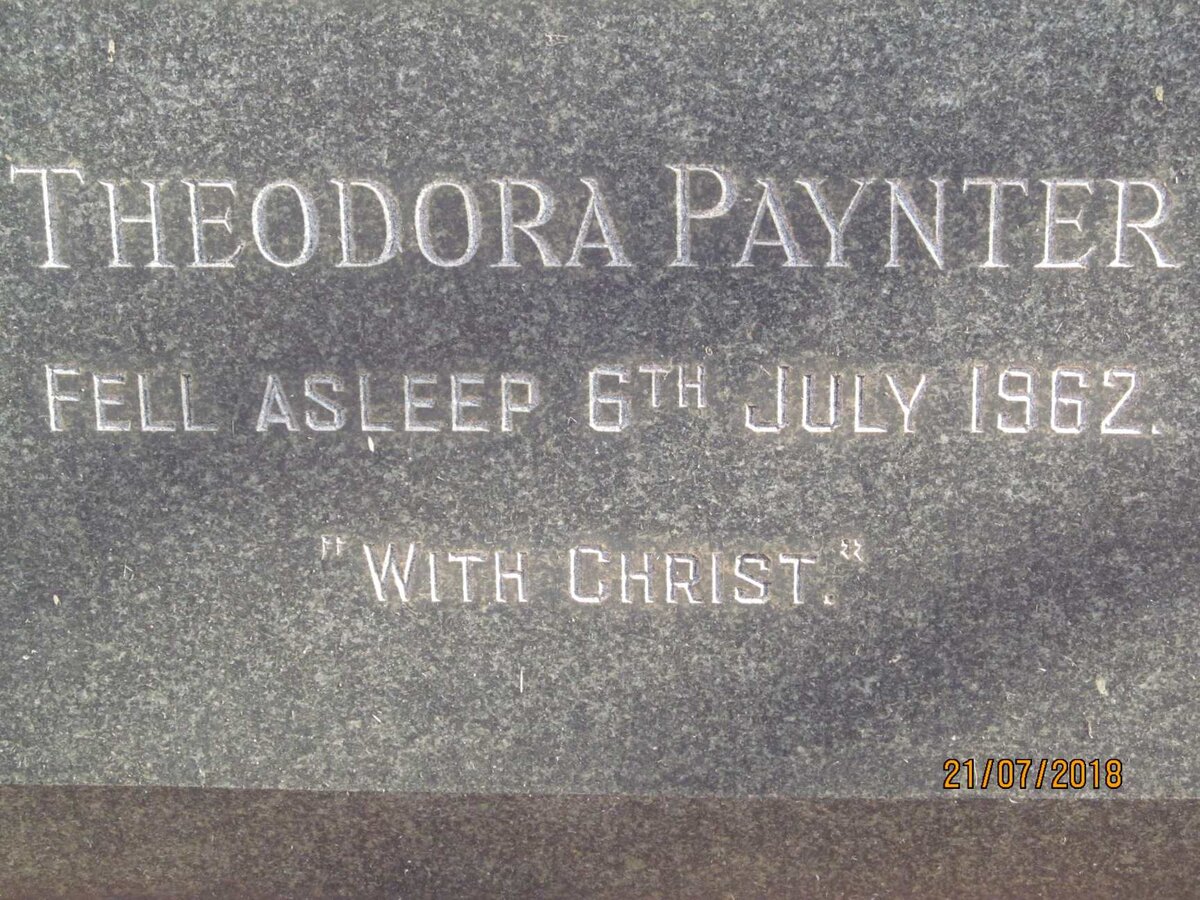 THEODORA PAYNTER
FELL ASLEEP 6TH JULY 1962.
"WITH CHRIST."
21/07/2018